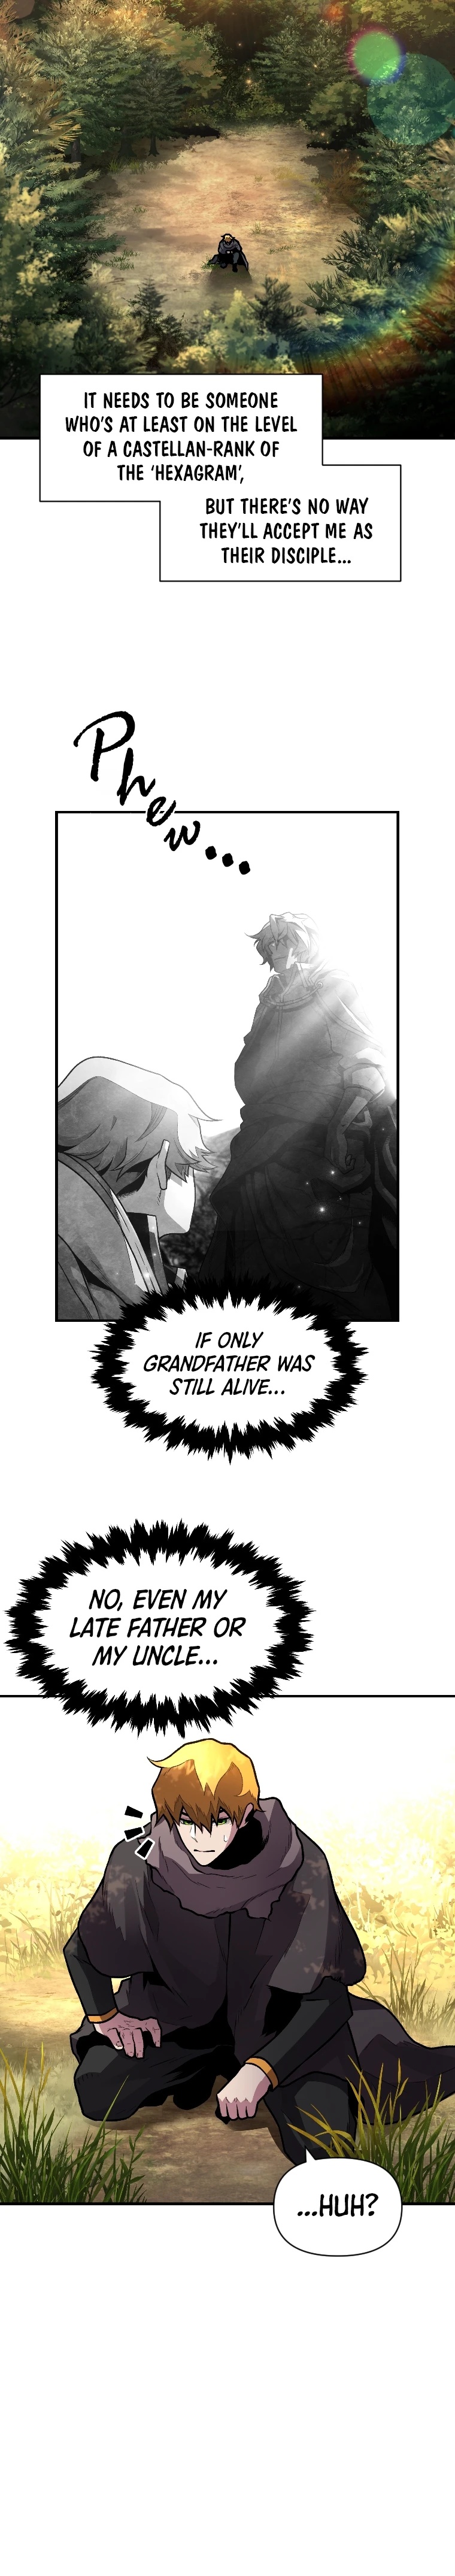 IT NEEDS TO BE SOMEONE
WHO'S AT LEAST ON THE LEVEL
OF A CASTELLAN-RANK OF
THE 'HEXAGRAM',
BUT THERE'S NO WAY
THEY'LL ACCEPT ME AS
THEIR DISCIPLE...
Phew...
IF ONLY
GRANDFATHER WAS
STILL ALIVE...
NO, EVEN MY
LATE FATHER OR
MY UNCLE...
...HUH?